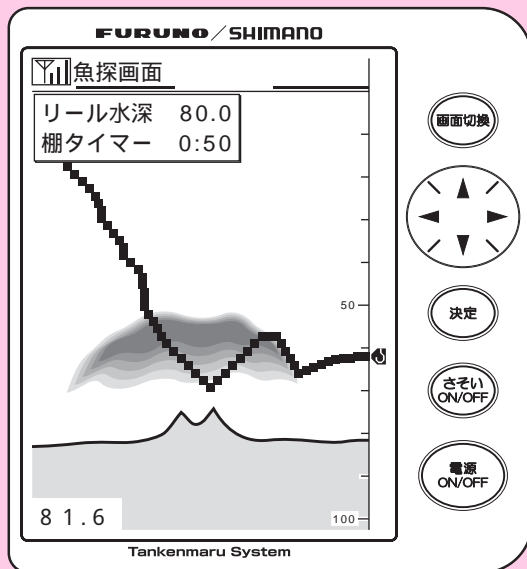 FURUNO/SHIMANO
魚探画面
リール水深 80.0
棚タイマー 0:50
画面切換
50
決定
さそい
ON/OFF
電源
ON/OFF
81.6
100
Tankenmaru System